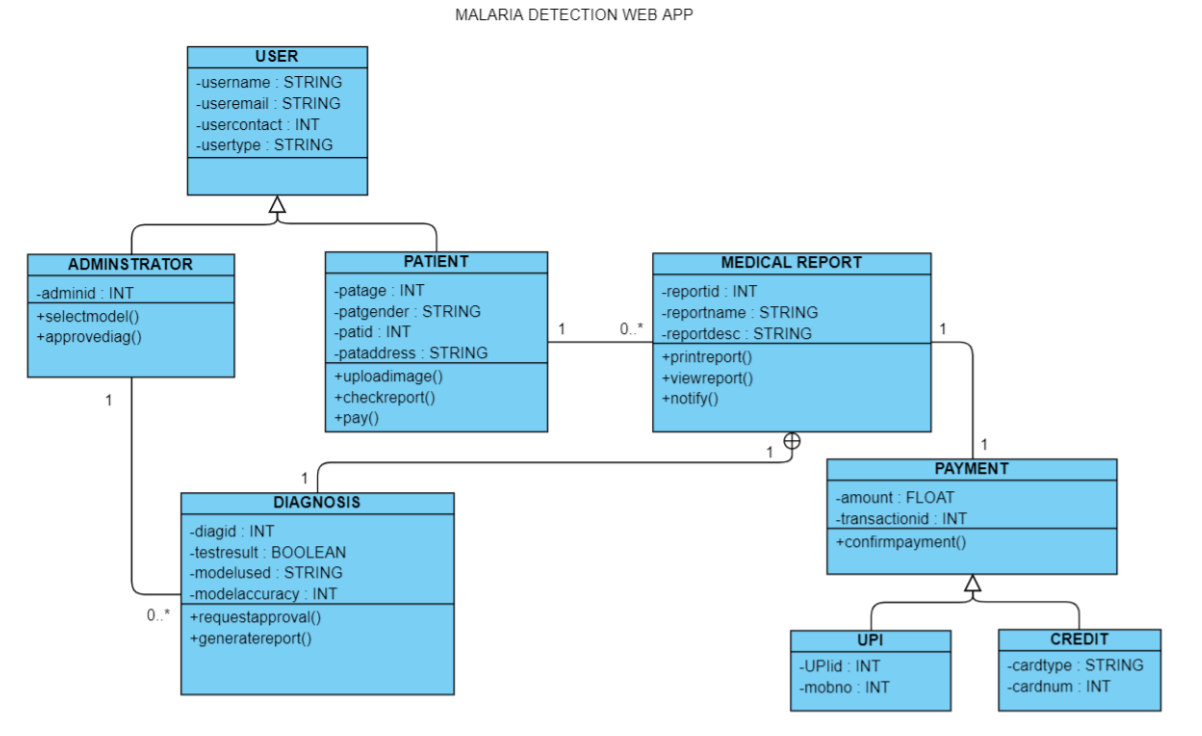 MALARIA DETECTION WEB APP
USER
-username : STRING
-useremail : STRING
-usercontact : INT
-usertype : STRING
ADMINSTRATOR
-adminid : INT
+selectmodel()
+approvediag()
PATIENT
-patage : INT
-patgender : STRING
-patid : INT
-pataddress : STRING
+uploadimage()
+checkreport()
+pay()
1
0..*
MEDICAL REPORT
-reportid : INT
-reportname : STRING
-reportdesc : STRING
+printreport()
+viewreport()
+notify()
1
1
1
1
1
0..*
DIAGNOSIS
-diagid : INT
-testresult : BOOLEAN
-modelused : STRING
-modelaccuracy : INT
+requestapproval()
+generatereport()
PAYMENT
-amount : FLOAT
-transactionid : INT
+confirmpayment()
UPI
-UPIid : INT
-mobno : INT
CREDIT
-cardtype : STRING
-cardnum : INT